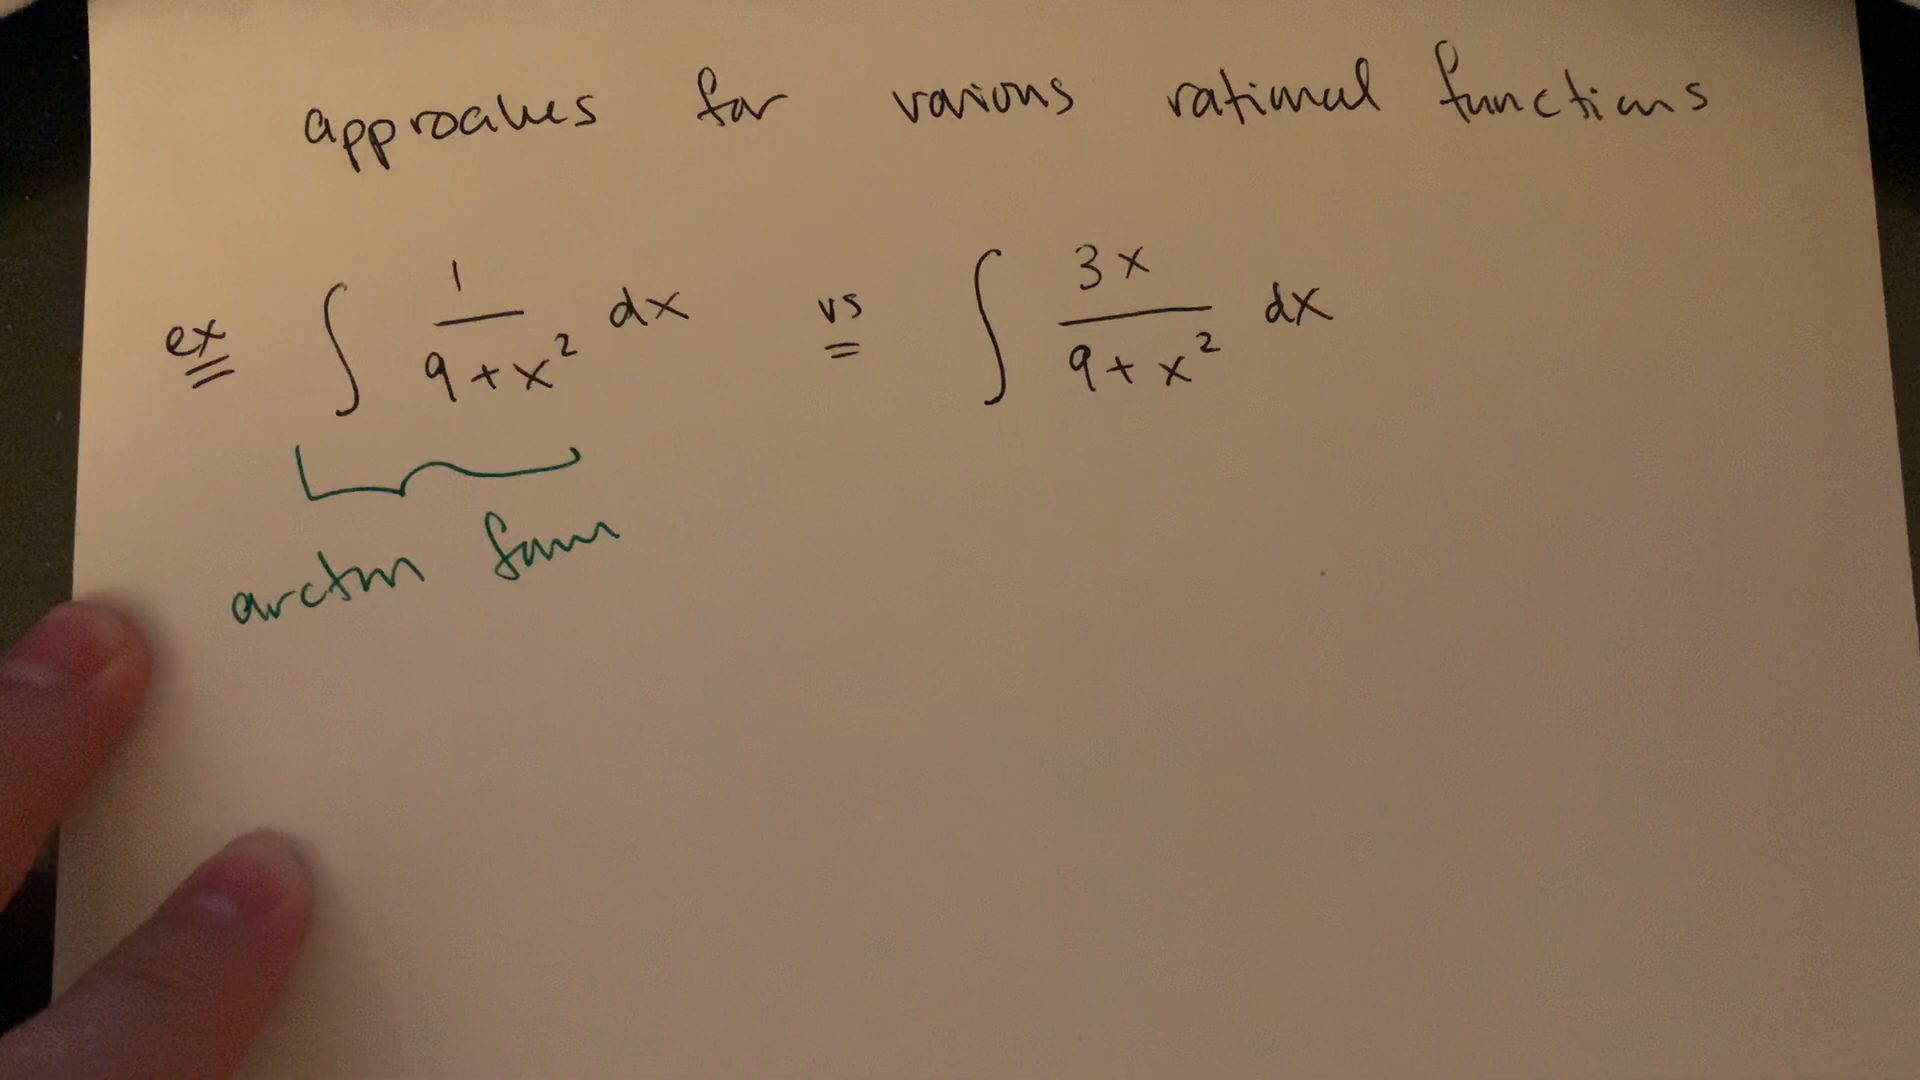 approaches for various rational functions
ex ∫ 1/(9+x²) dx vs ∫ 3x/(9+x²) dx
arctan form